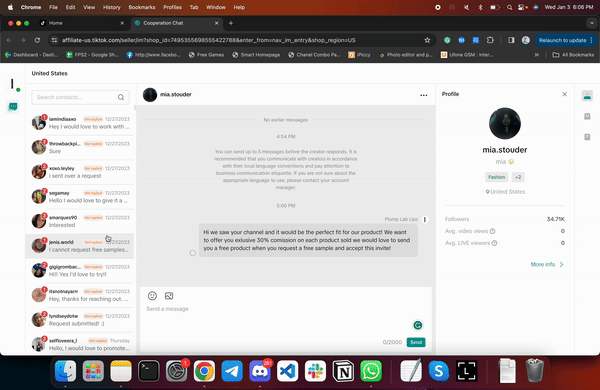 Chrome File Edit View History Bookmarks Profiles Tab Window Help
Wed Jan 3 6:06 PM
Home
Cooperation Chat
affiliate-us.tiktok.com/seller/im?shop_id=7495355698555422788&enter_from=nav_im_entry&shop_region=US
Relaunch to update
Dashboard - Dash...
FPS2 - Google Sh...
http://www.facebo...
Free Games
Smart Homepage
Chanel Combo Pa...
iPiccy
Photo editor and p...
Ufone GSM : Inter...
All Bookmarks
United States
Search contacts...
iamindiaaxo Not replied 12/27/2023
Hey I would love to work with ...
throwbackpi... Not replied 12/27/2023
Sure
xoxo.leyley Not replied 12/27/2023
I sent over a request
segamay Not replied 12/27/2023
Hello I would love to give it a ...
smarques90 Not replied 12/27/2023
Interested
jenis.world Not replied 12/27/2023
I cannot request free samples...
gigigrombac... Not replied 12/27/2023
Hi!! Yes I'd love to try!!
itsnotnayarrr Not replied 12/27/2023
Hey, thanks for reaching out. ...
lyndseydotw Not replied 12/27/2023
Request submitted! :)
selfloveera_l Not replied Thursday
Hello, I would love to promote...
mia.stouder
No earlier messages
4:54 PM
You can send up to 5 messages before the creator responds. It is
recommended that you communicate with creators in accordance
with their local language conventions and pay attention to
business communication etiquette. If you are not sure about the
appropriate language to use, please contact your account
manager.
5:00 PM
Plump Lab Lips
Hi we saw your channel and it would be the perfect fit for our product! We want
to offer you exlusive 30% comission on each product sold we would love to send
you a free product when you request a free sample and accept this invite!
Send a message
0/2000
Send
Profile
mia.stouder
mia
Fashion
+2
United States
Followers 34.71K
Avg. video views 0
Avg. LIVE viewers 0
More info